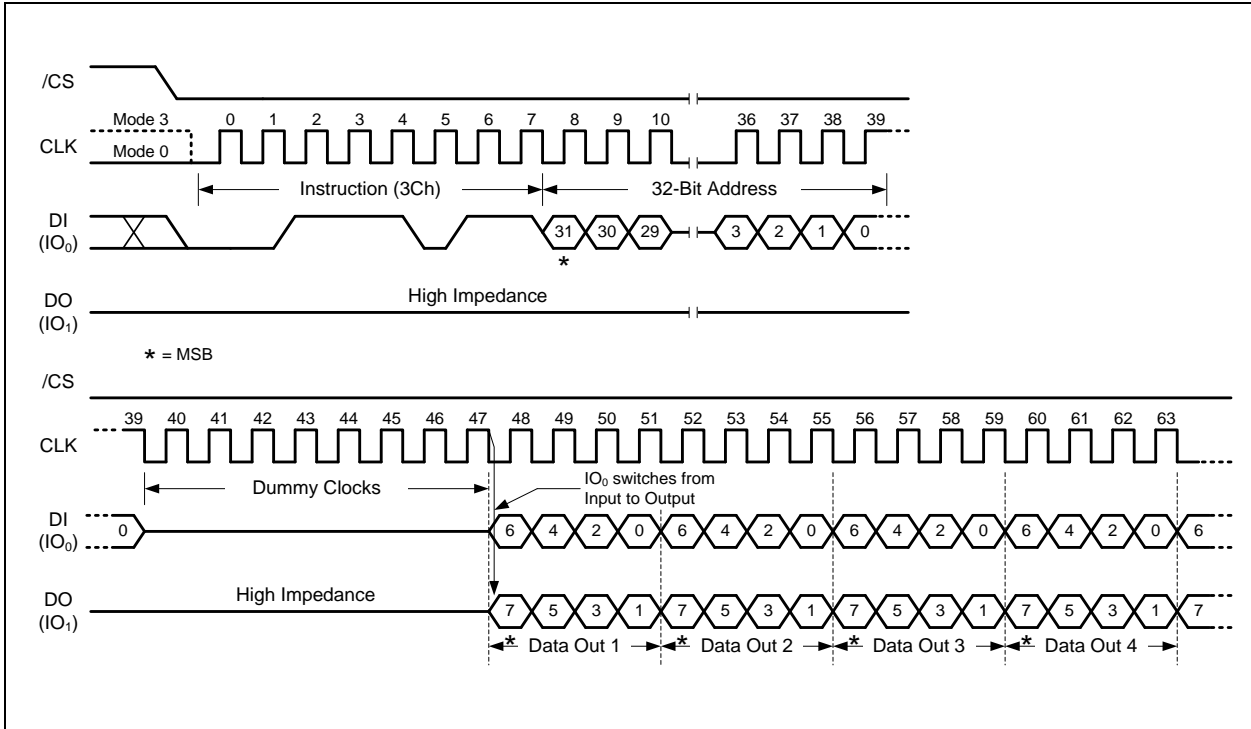 /CS
Mode 3 0 1 2 3 4 5 6 7 8 9 10 36 37 38 39
CLK
Mode 0
Instruction (3Ch) 32-Bit Address
DI
(IO₀)
31 30 29 3 2 1 0
*
DO
(IO₁)
High Impedance
* = MSB
/CS
39 40 41 42 43 44 45 46 47 48 49 50 51 52 53 54 55 56 57 58 59 60 61 62 63
CLK
Dummy Clocks
IO₀ switches from
Input to Output
DI
(IO₀)
0 6 4 2 0 6 4 2 0 6 4 2 0 6 4 2 0 6
DO
(IO₁)
High Impedance
7 5 3 1 7 5 3 1 7 5 3 1 7 5 3 1 7
* Data Out 1 * Data Out 2 * Data Out 3 * Data Out 4